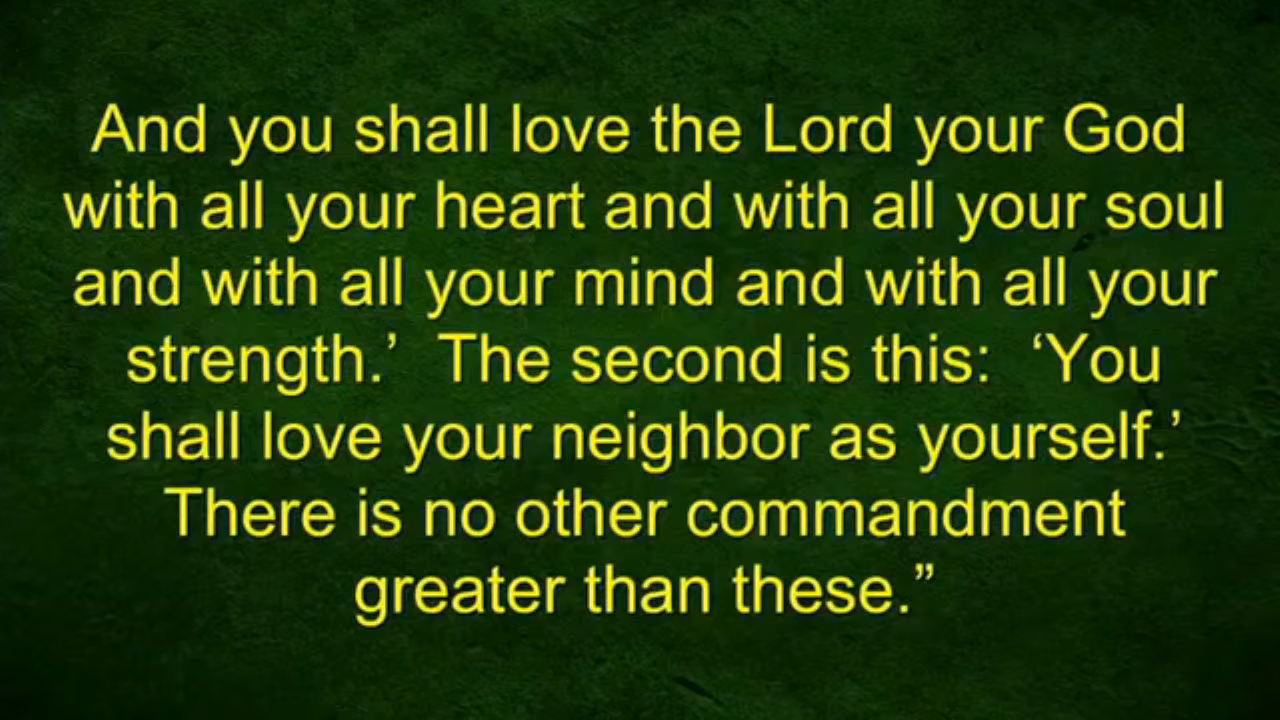 And you shall love the Lord your God
with all your heart and with all your soul
and with all your mind and with all your
strength.’  The second is this:  ‘You
shall love your neighbor as yourself.’
There is no other commandment
greater than these.”